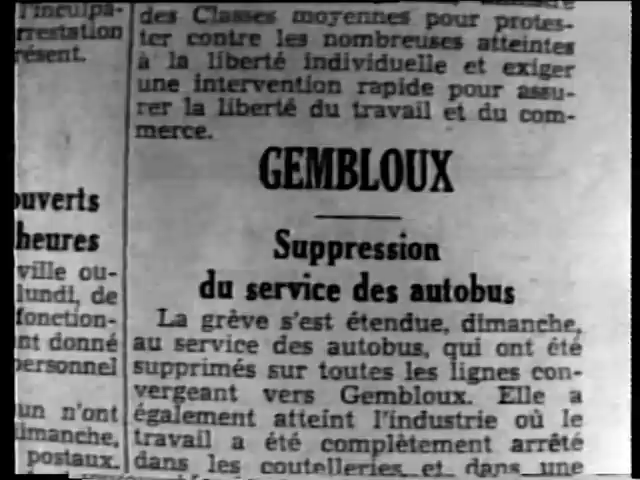 l'inculpa-
rrestation
résent.
ouverts
heures
ville ou-
lundi, de
fonction-
nt donné
personnel
un n'ont
dimanche,
postaux.
des Classes moyennes pour protes-
ter contre les nombreuses atteintes
à la liberté individuelle et exiger
une intervention rapide pour assu-
rer la liberté du travail et du com-
merce.
GEMBLOUX
Suppression
du service des autobus
La grève s'est étendue, dimanche,
au service des autobus, qui ont été
supprimés sur toutes les lignes con-
vergeant vers Gembloux. Elle a
également atteint l'industrie où le
travail a été complètement arrêté
dans les coutelleries et dans une